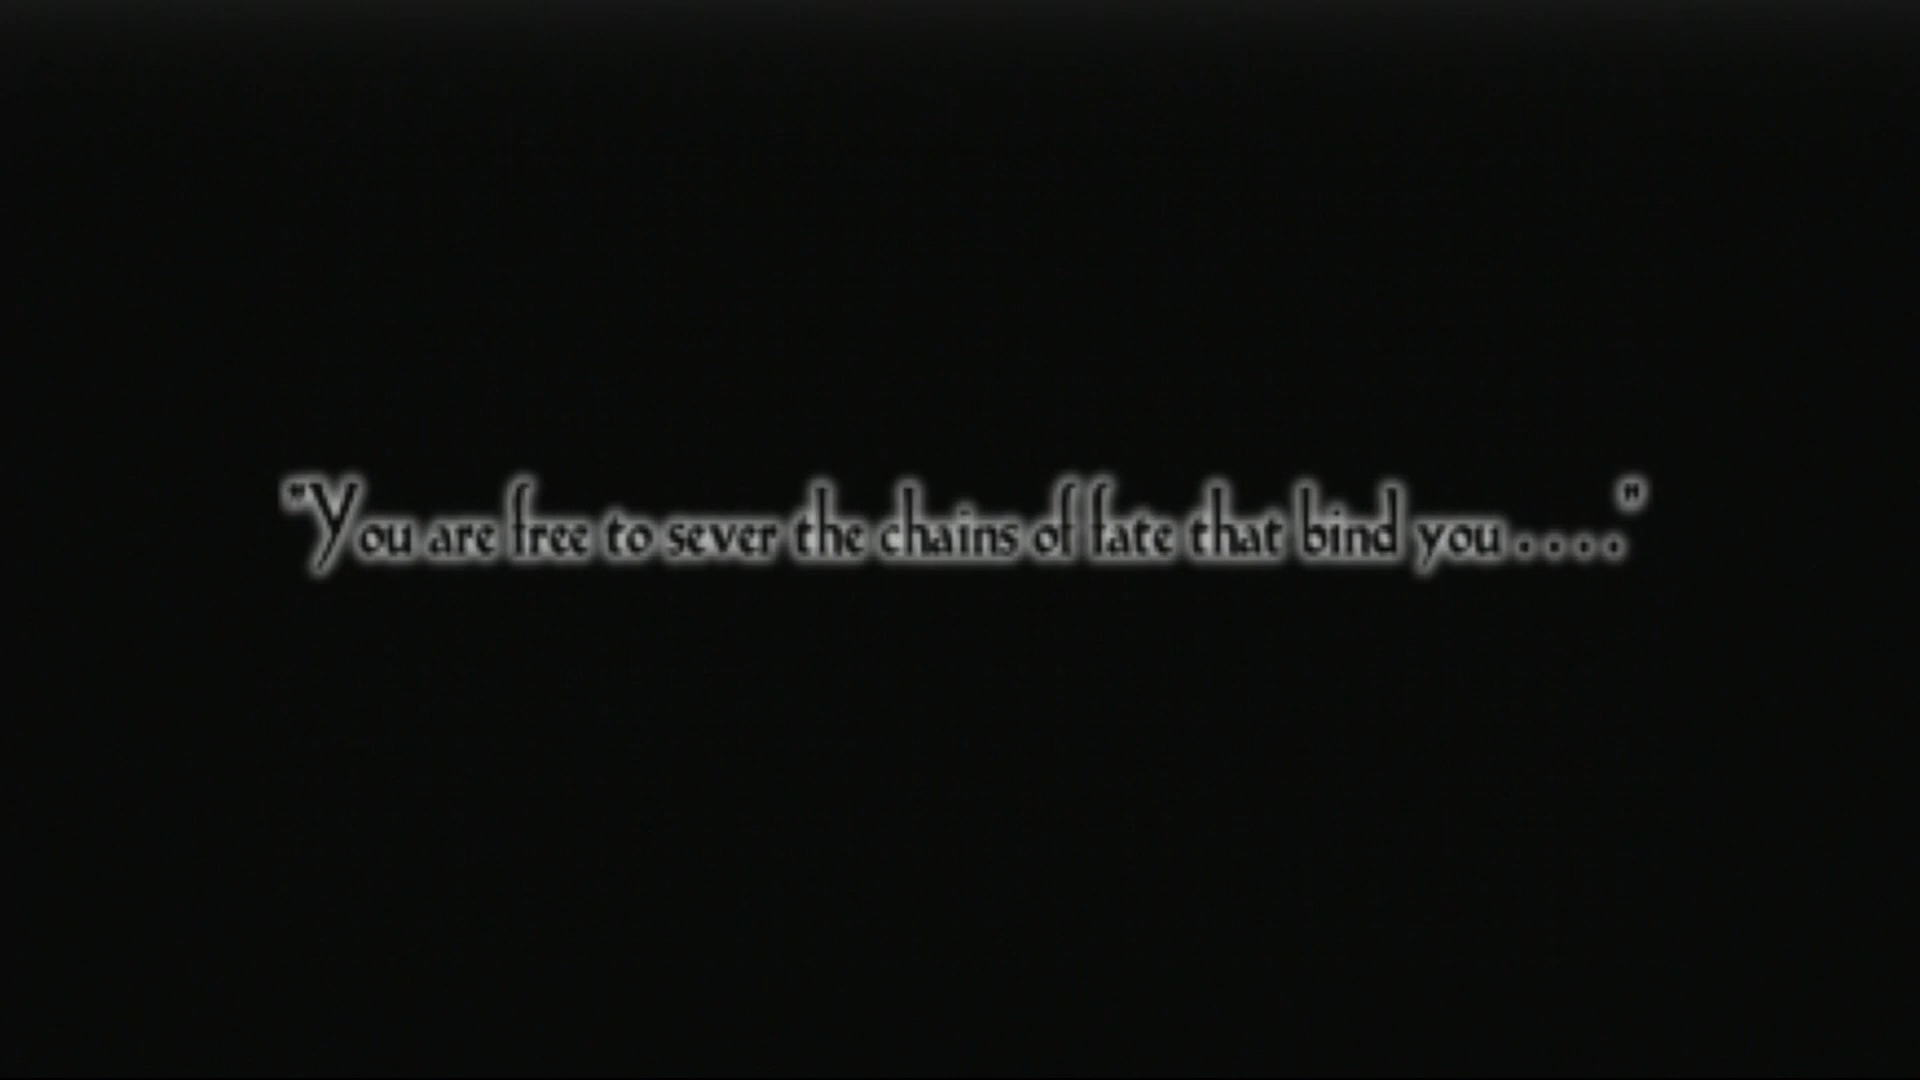 "You are free to sever the chains of fate that bind you . . . ."